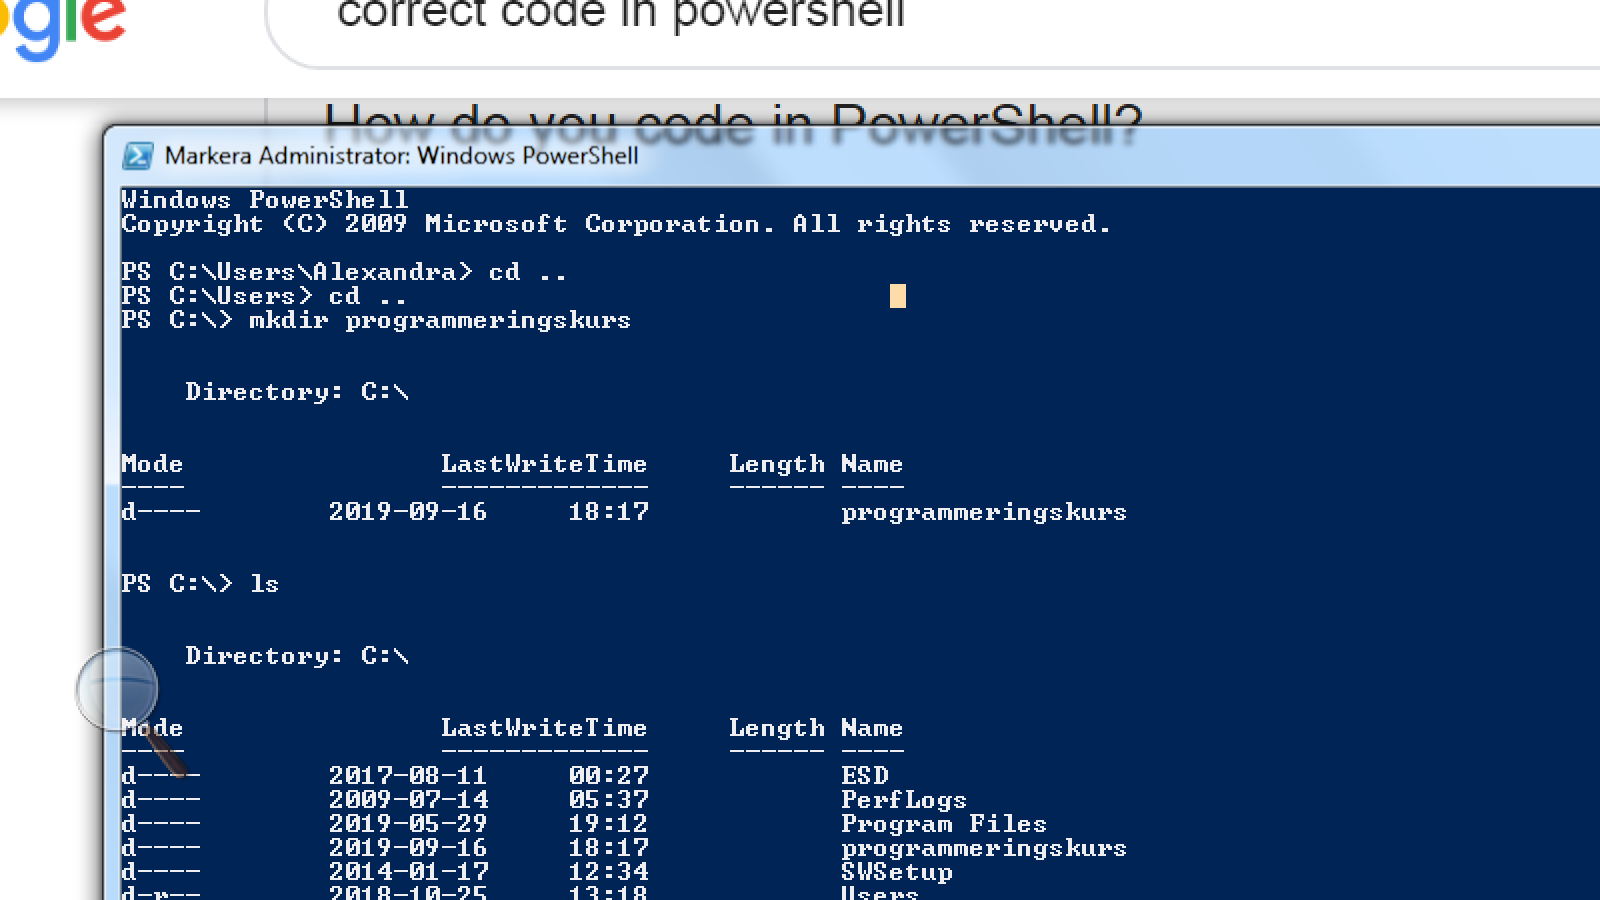 gle
correct code in powershell
How do you code in PowerShell?
Markera Administrator: Windows PowerShell
Windows PowerShell
Copyright (C) 2009 Microsoft Corporation. All rights reserved.
PS C:\Users\Alexandra> cd ..
PS C:\Users> cd ..
PS C:\> mkdir programmeringskurs
Directory: C:\
Mode LastWriteTime Length Name
---- ------------- ------ ----
d---- 2019-09-16 18:17 programmeringskurs
PS C:\> ls
Directory: C:\
Mode LastWriteTime Length Name
---- ------------- ------ ----
d---- 2017-08-11 00:27 ESD
d---- 2009-07-14 05:37 PerfLogs
d---- 2019-05-29 19:12 Program Files
d---- 2019-09-16 18:17 programmeringskurs
d---- 2014-01-17 12:34 SWSetup
d-r-- 2018-10-25 13:18 Users